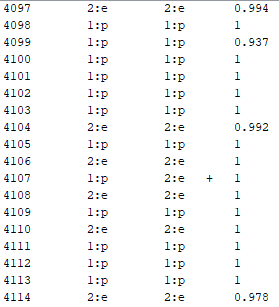 4097 2:e 2:e 0.994
4098 1:p 1:p 1
4099 1:p 1:p 0.937
4100 1:p 1:p 1
4101 1:p 1:p 1
4102 1:p 1:p 1
4103 1:p 1:p 1
4104 2:e 2:e 0.992
4105 1:p 1:p 1
4106 2:e 2:e 1
4107 1:p 2:e + 1
4108 2:e 2:e 1
4109 1:p 1:p 1
4110 2:e 2:e 1
4111 1:p 1:p 1
4112 1:p 1:p 1
4113 1:p 1:p 1
4114 2:e 2:e 0.978